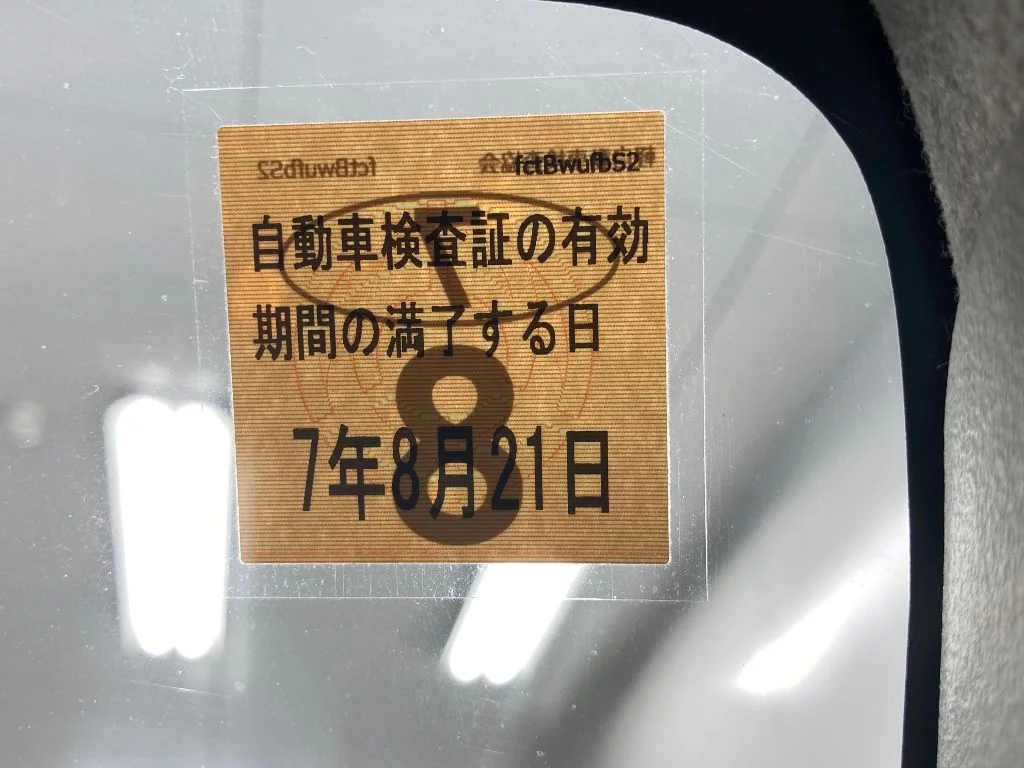 fctBwufbS2
自動車検査証の有効
期間の満了する日
7年8月21日
7
8